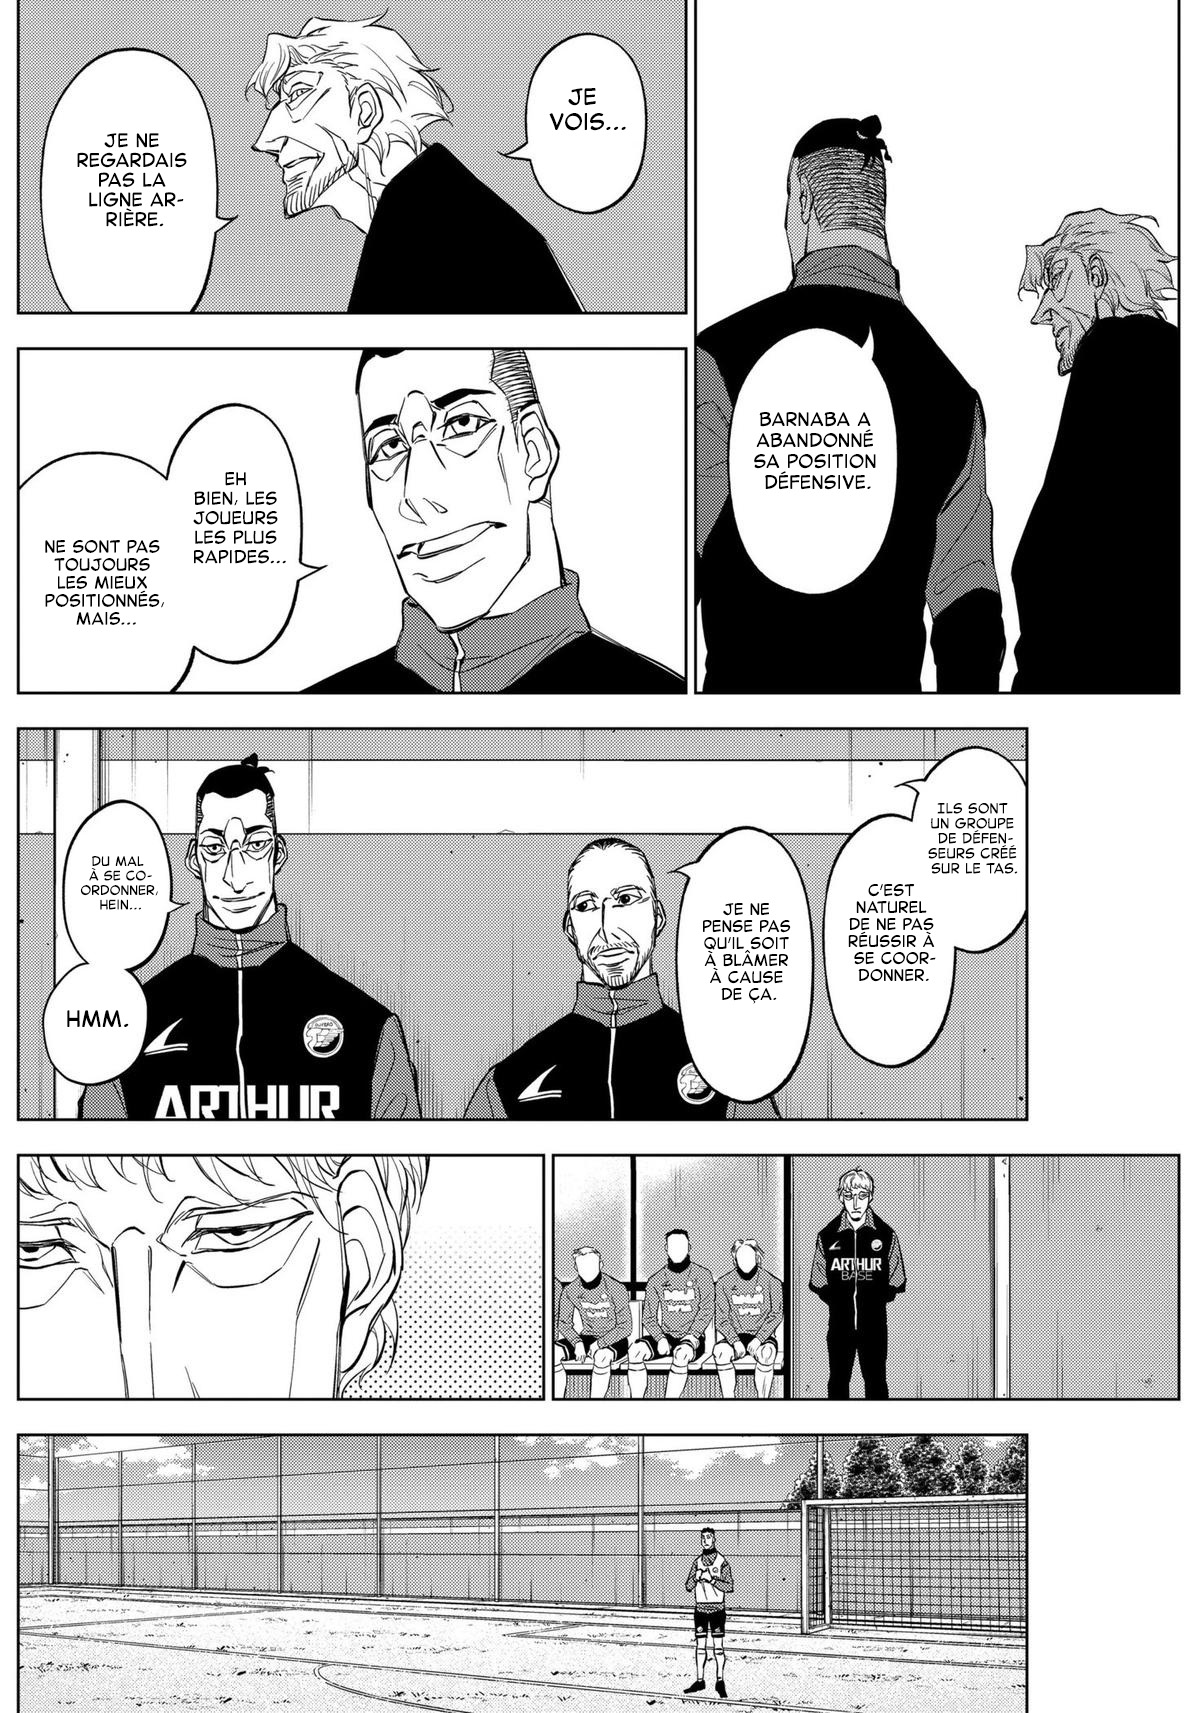 BARNABA A
ABANDONNÉ
SA POSITION
DÉFENSIVE.
JE
VOIS...
JE NE
REGARDAIS
PAS LA
LIGNE AR-
RIÈRE.
EH
BIEN, LES
JOUEURS
LES PLUS
RAPIDES...
NE SONT PAS
TOUJOURS
LES MIEUX
POSITIONNÉS,
MAIS...
ILS SONT
UN GROUPE
DE DÉFEN-
SEURS CRÉÉ
SUR LE TAS.
C'EST
NATUREL
DE NE PAS
RÉUSSIR À
SE COOR-
DONNER.
JE NE
PENSE PAS
QU'IL SOIT
À BLÂMER
À CAUSE
DE ÇA.
DU MAL
À SE CO-
ORDONNER,
HEIN...
HMM.
ARTHUR
ARTHUR
BASE